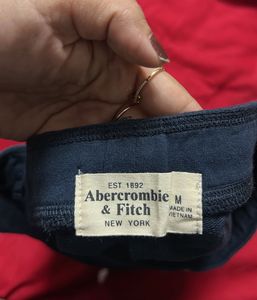 EST 1892
Abercrombie
& Fitch
NEW YORK
M
MADE IN
VIETNAM